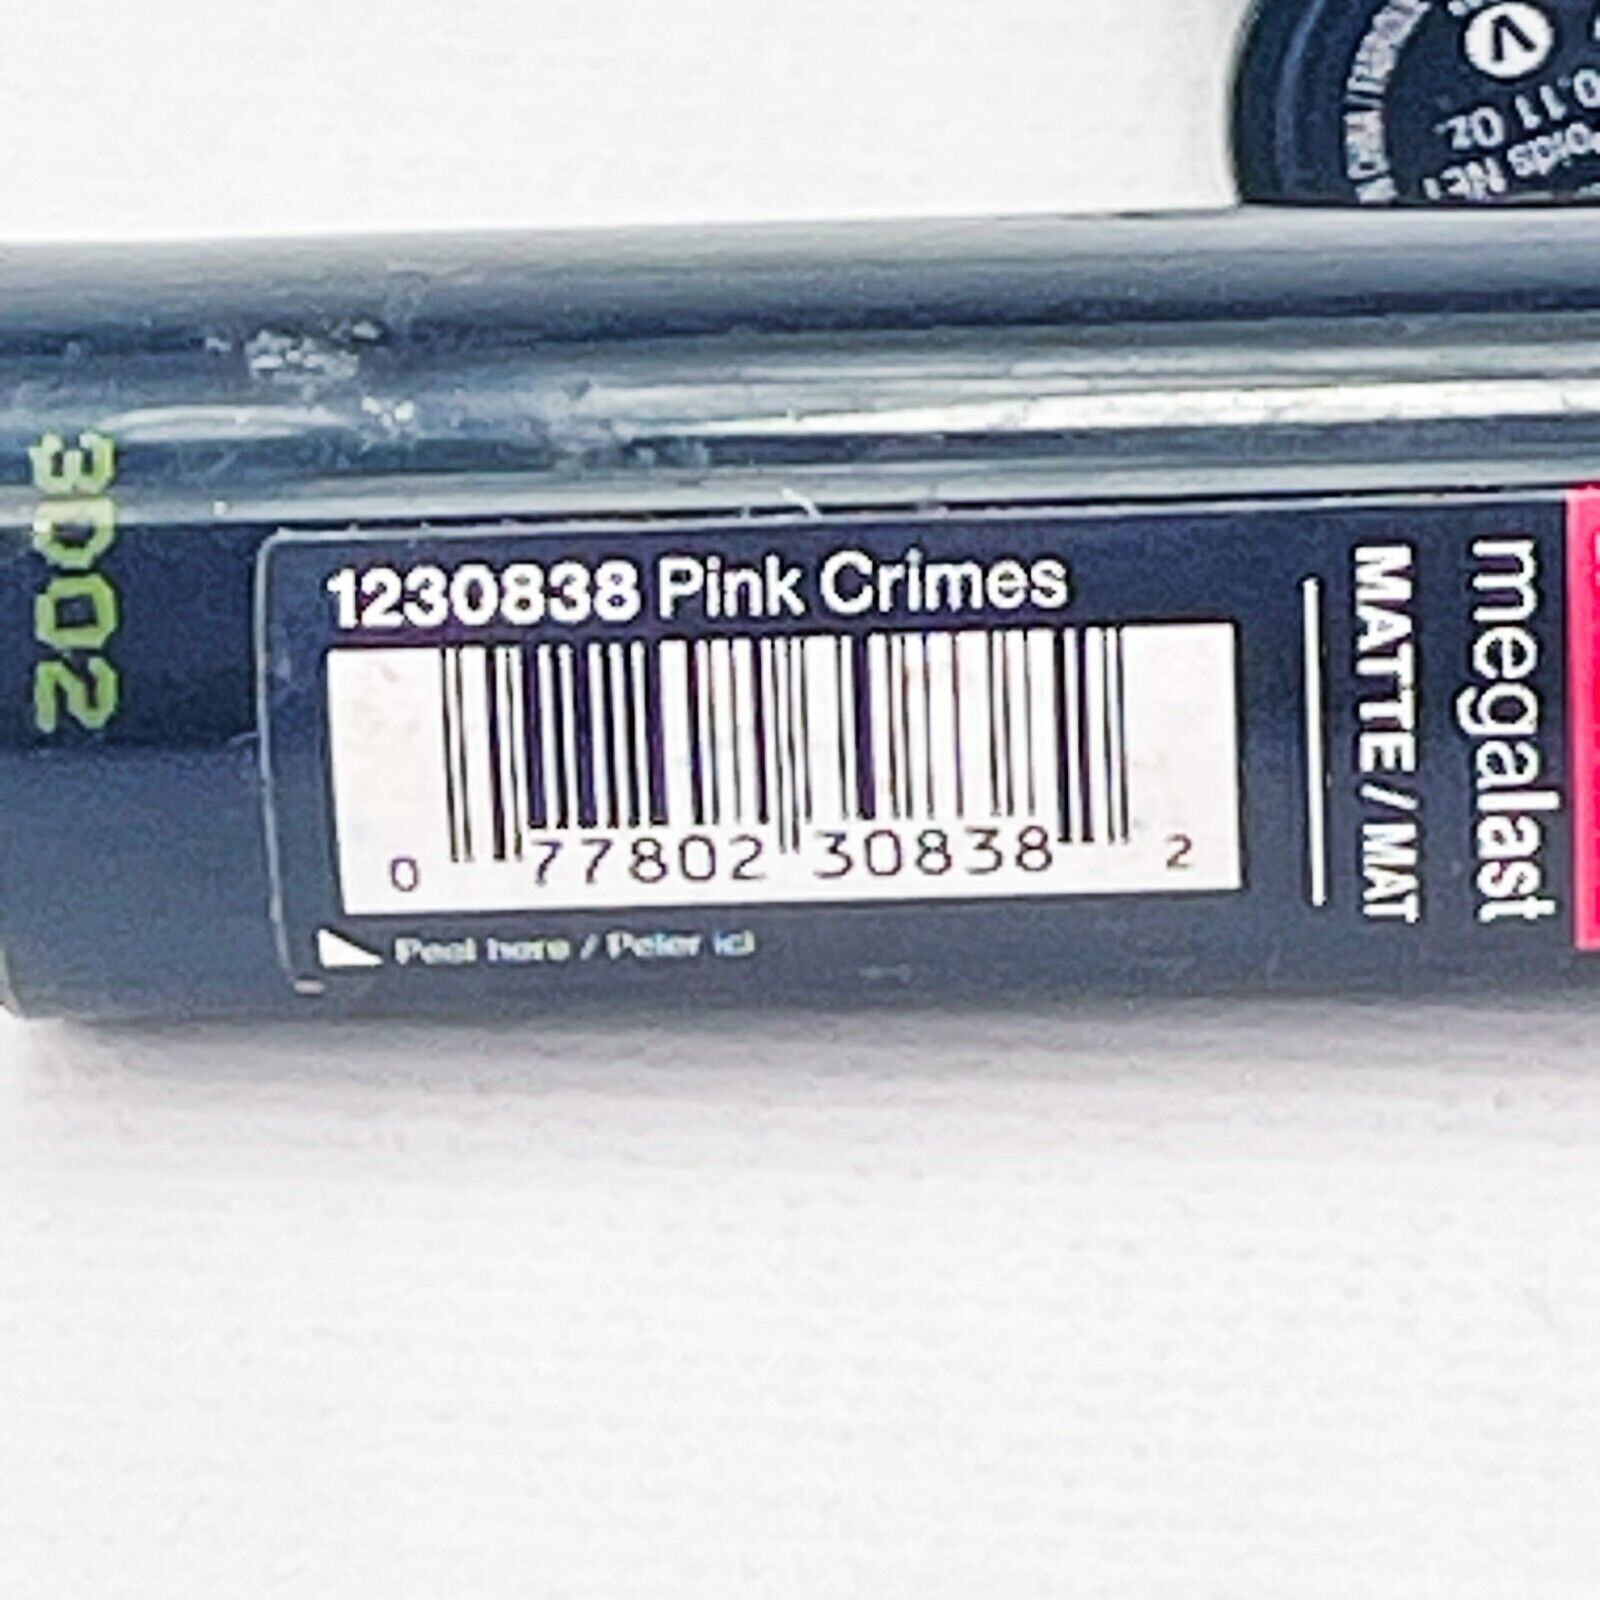 V
0.11 Oz.
3D02
1230838 Pink Crimes
0 77802 30838 2
Peel here / Peler ici
MATTE / MAT
megalast